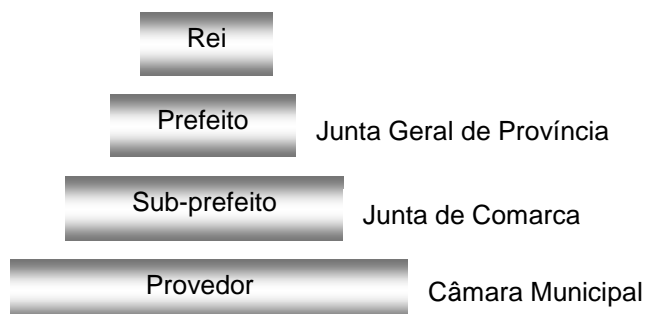 Rei
Prefeito Junta Geral de Província
Sub-prefeito Junta de Comarca
Provedor Câmara Municipal